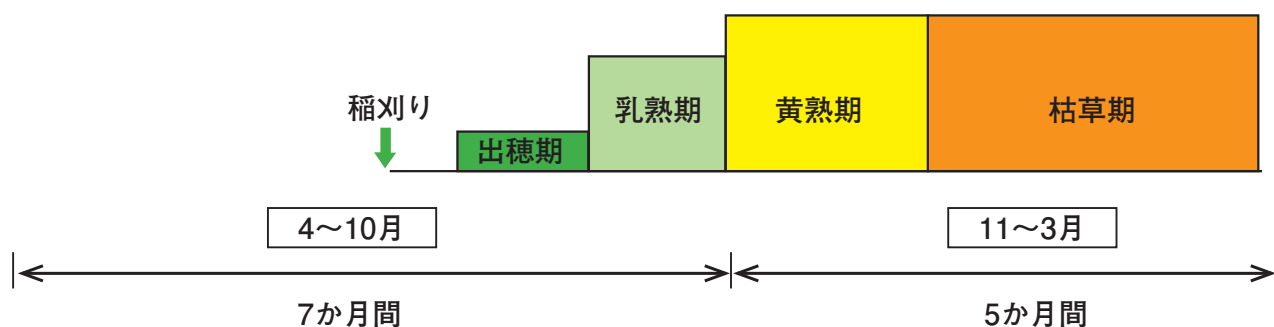 稲刈り
出穂期
乳熟期
黄熟期
枯草期
4〜10月
11〜3月
7か月間
5か月間